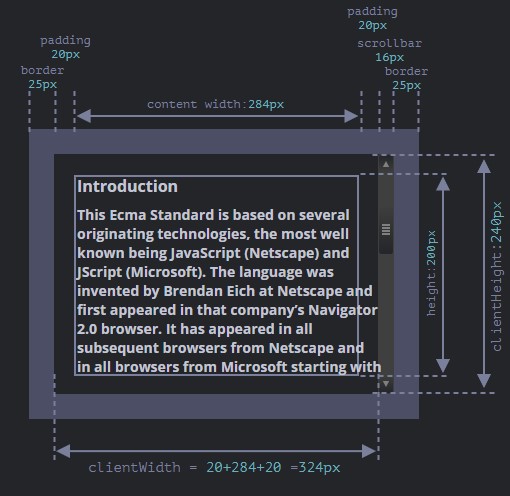 padding
20px
scrollbar
16px
padding
20px
border
25px
border
25px
content width:284px
Introduction
This Ecma Standard is based on several
originating technologies, the most well
known being JavaScript (Netscape) and
JScript (Microsoft). The language was
invented by Brendan Eich at Netscape and
first appeared in that company’s Navigator
2.0 browser. It has appeared in all
subsequent browsers from Netscape and
in all browsers from Microsoft starting with
height:200px
clientHeight:240px
clientWidth = 20+284+20 =324px